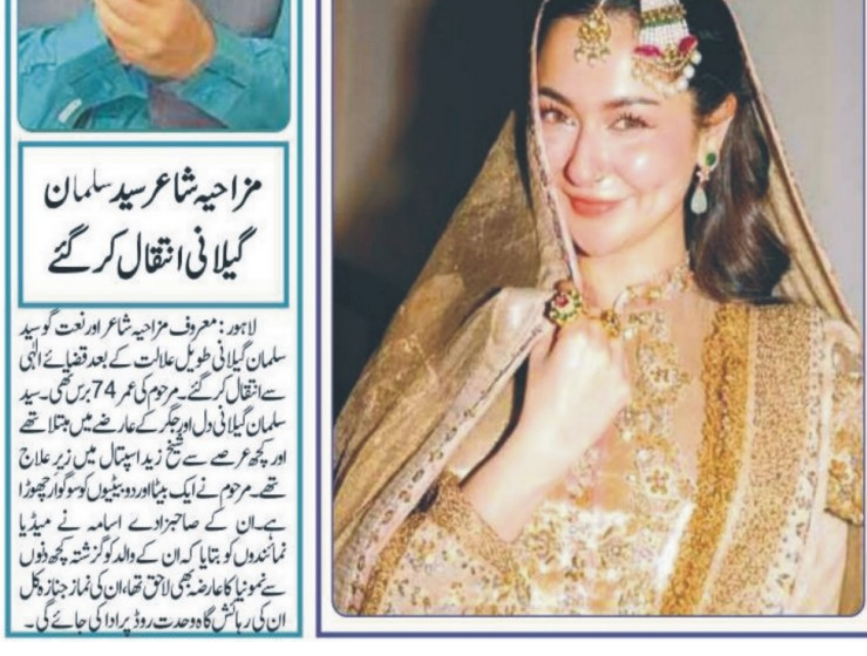 مزاحیہ شاعر سید سلمان
گیلانی انتقال کر گئے
لاہور : معروف مزاحیہ شاعر اور نعت گو سید
سلمان گیلانی طویل علالت کے بعد قضائے الٰہی
سے انتقال کر گئے۔ مرحوم کی عمر 74 برس تھی۔ سید
سلمان گیلانی دل اور جگر کے عارضے میں مبتلا تھے
اور کچھ عرصے سے شیخ زید اسپتال میں زیر علاج
تھے۔ مرحوم نے ایک بیٹا اور دو بیٹیوں کو سوگوار چھوڑا
ہے۔ ان کے صاحبزادے اسامہ نے میڈیا
نمائندوں کو بتایا کہ ان کے والد کو گزشتہ کچھ دنوں
سے نمونیا کا عارضہ بھی لاحق تھا، ان کی نماز جنازہ کل
ان کی رہائش گاہ وحدت روڈ پر ادا کی جائے گی۔